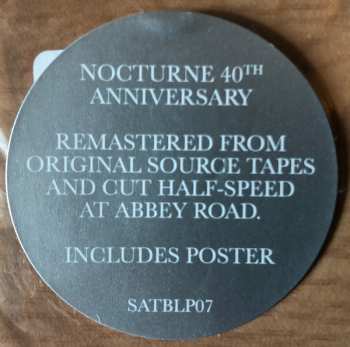 NOCTURNE 40TH
ANNIVERSARY
REMASTERED FROM
ORIGINAL SOURCE TAPES
AND CUT HALF-SPEED
AT ABBEY ROAD.
INCLUDES POSTER
SATBLP07